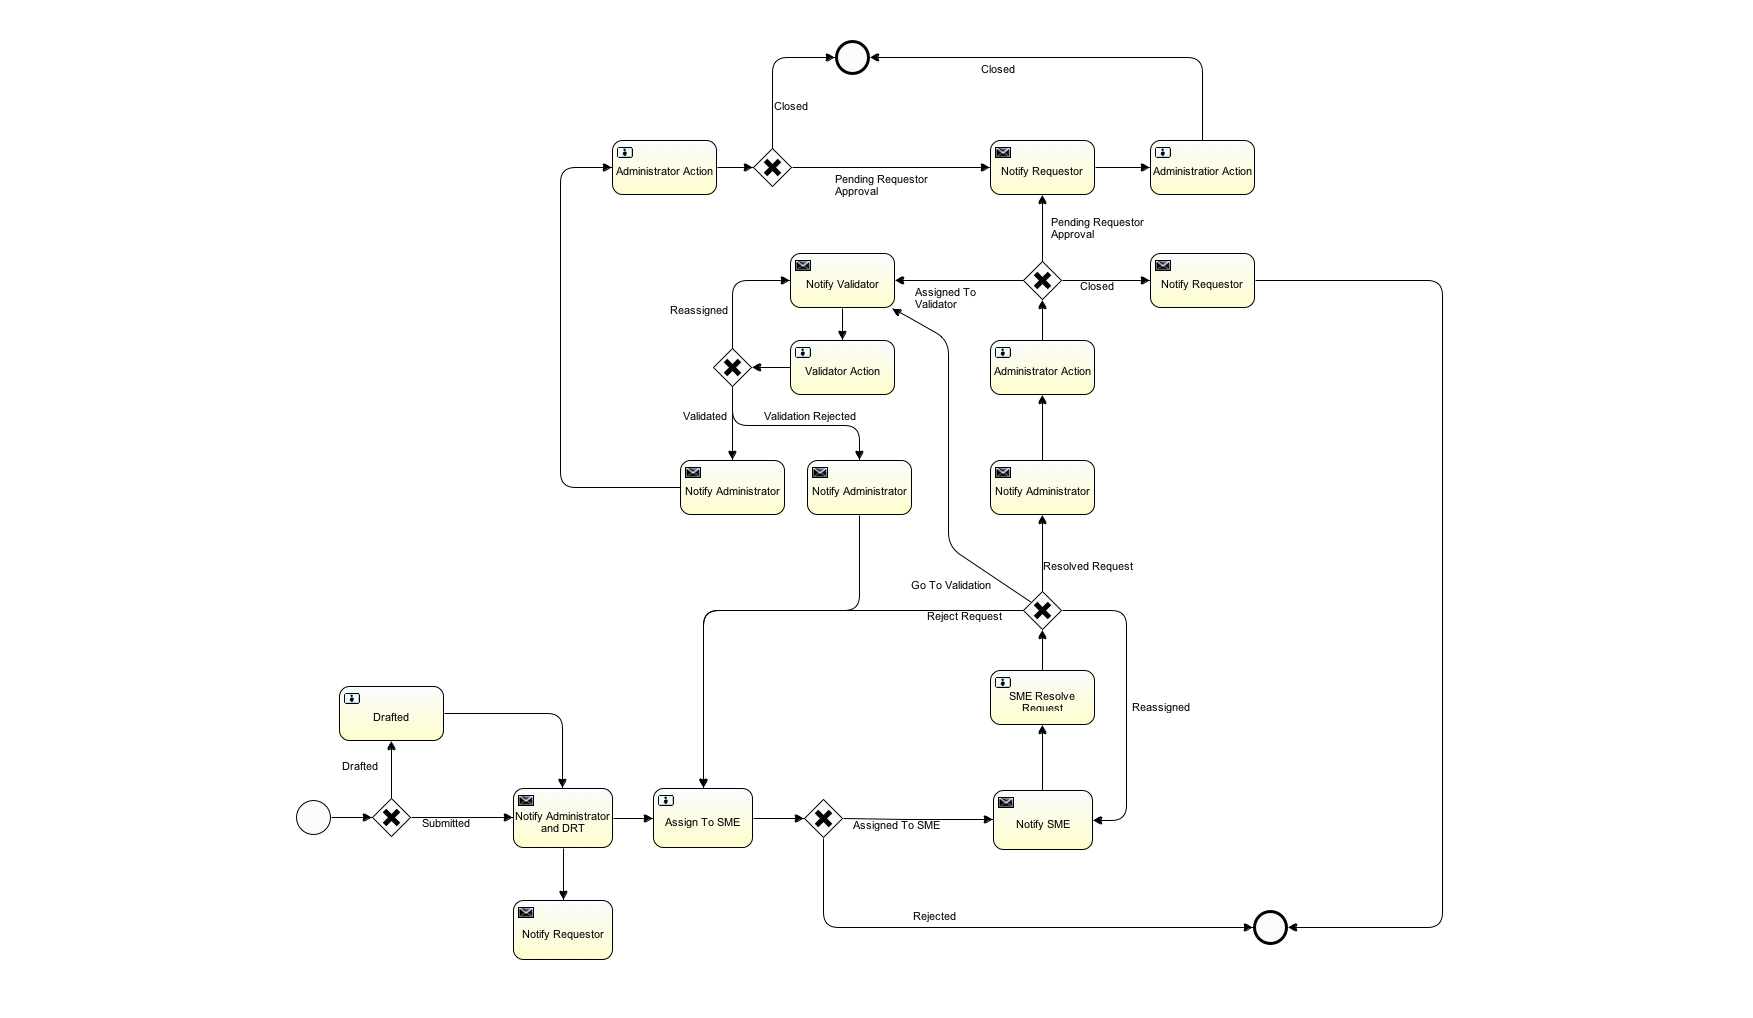 Closed
Closed
Administrator Action
Pending Requestor
Approval
Notify Requestor
Administratior Action
Pending Requestor
Approval
Notify Validator
Assigned To
Validator
Closed
Notify Requestor
Reassigned
Validator Action
Administrator Action
Validated
Validation Rejected
Notify Administrator
Notify Administrator
Notify Administrator
Resolved Request
Go To Validation
Reject Request
SME Resolve
Request
Reassigned
Drafted
Drafted
Submitted
Notify Administrator
and DRT
Assign To SME
Assigned To SME
Notify SME
Rejected
Notify Requestor